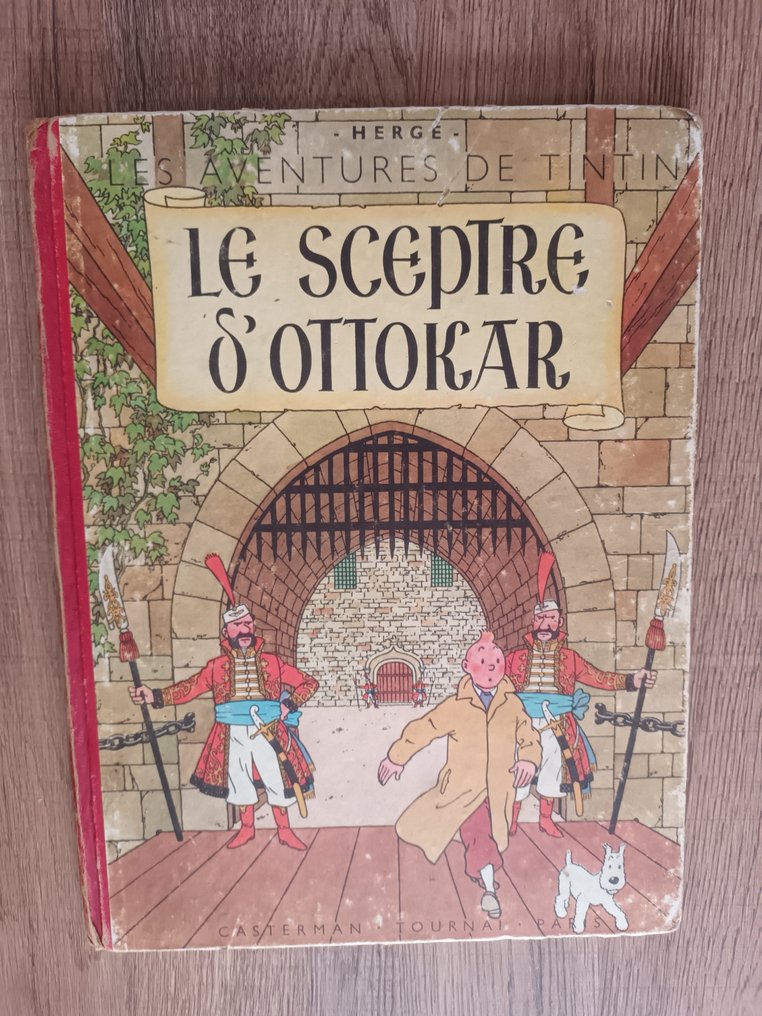 - HERGÉ -
LES AVENTURES DE TINTIN
LE SCEPTRE
D'OTTOKAR
CASTERMAN · TOURNAI · PARIS